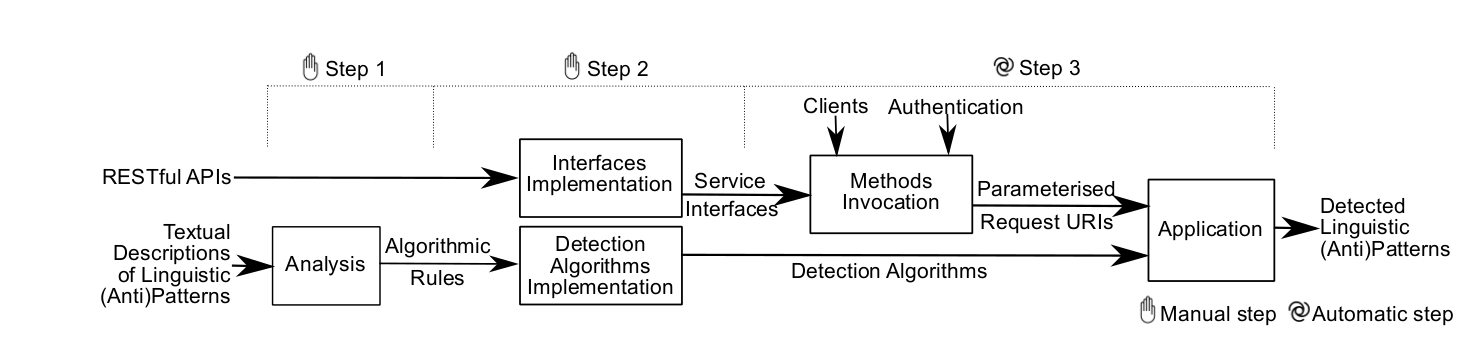 Step 1
Step 2
Step 3
Clients
Authentication
RESTful APIs
Interfaces
Implementation
Service
Interfaces
Methods
Invocation
Parameterised
Request URIs
Textual
Descriptions
of Linguistic
(Anti)Patterns
Analysis
Algorithmic
Rules
Detection
Algorithms
Implementation
Detection Algorithms
Application
Detected
Linguistic
(Anti)Patterns
Manual step
Automatic step